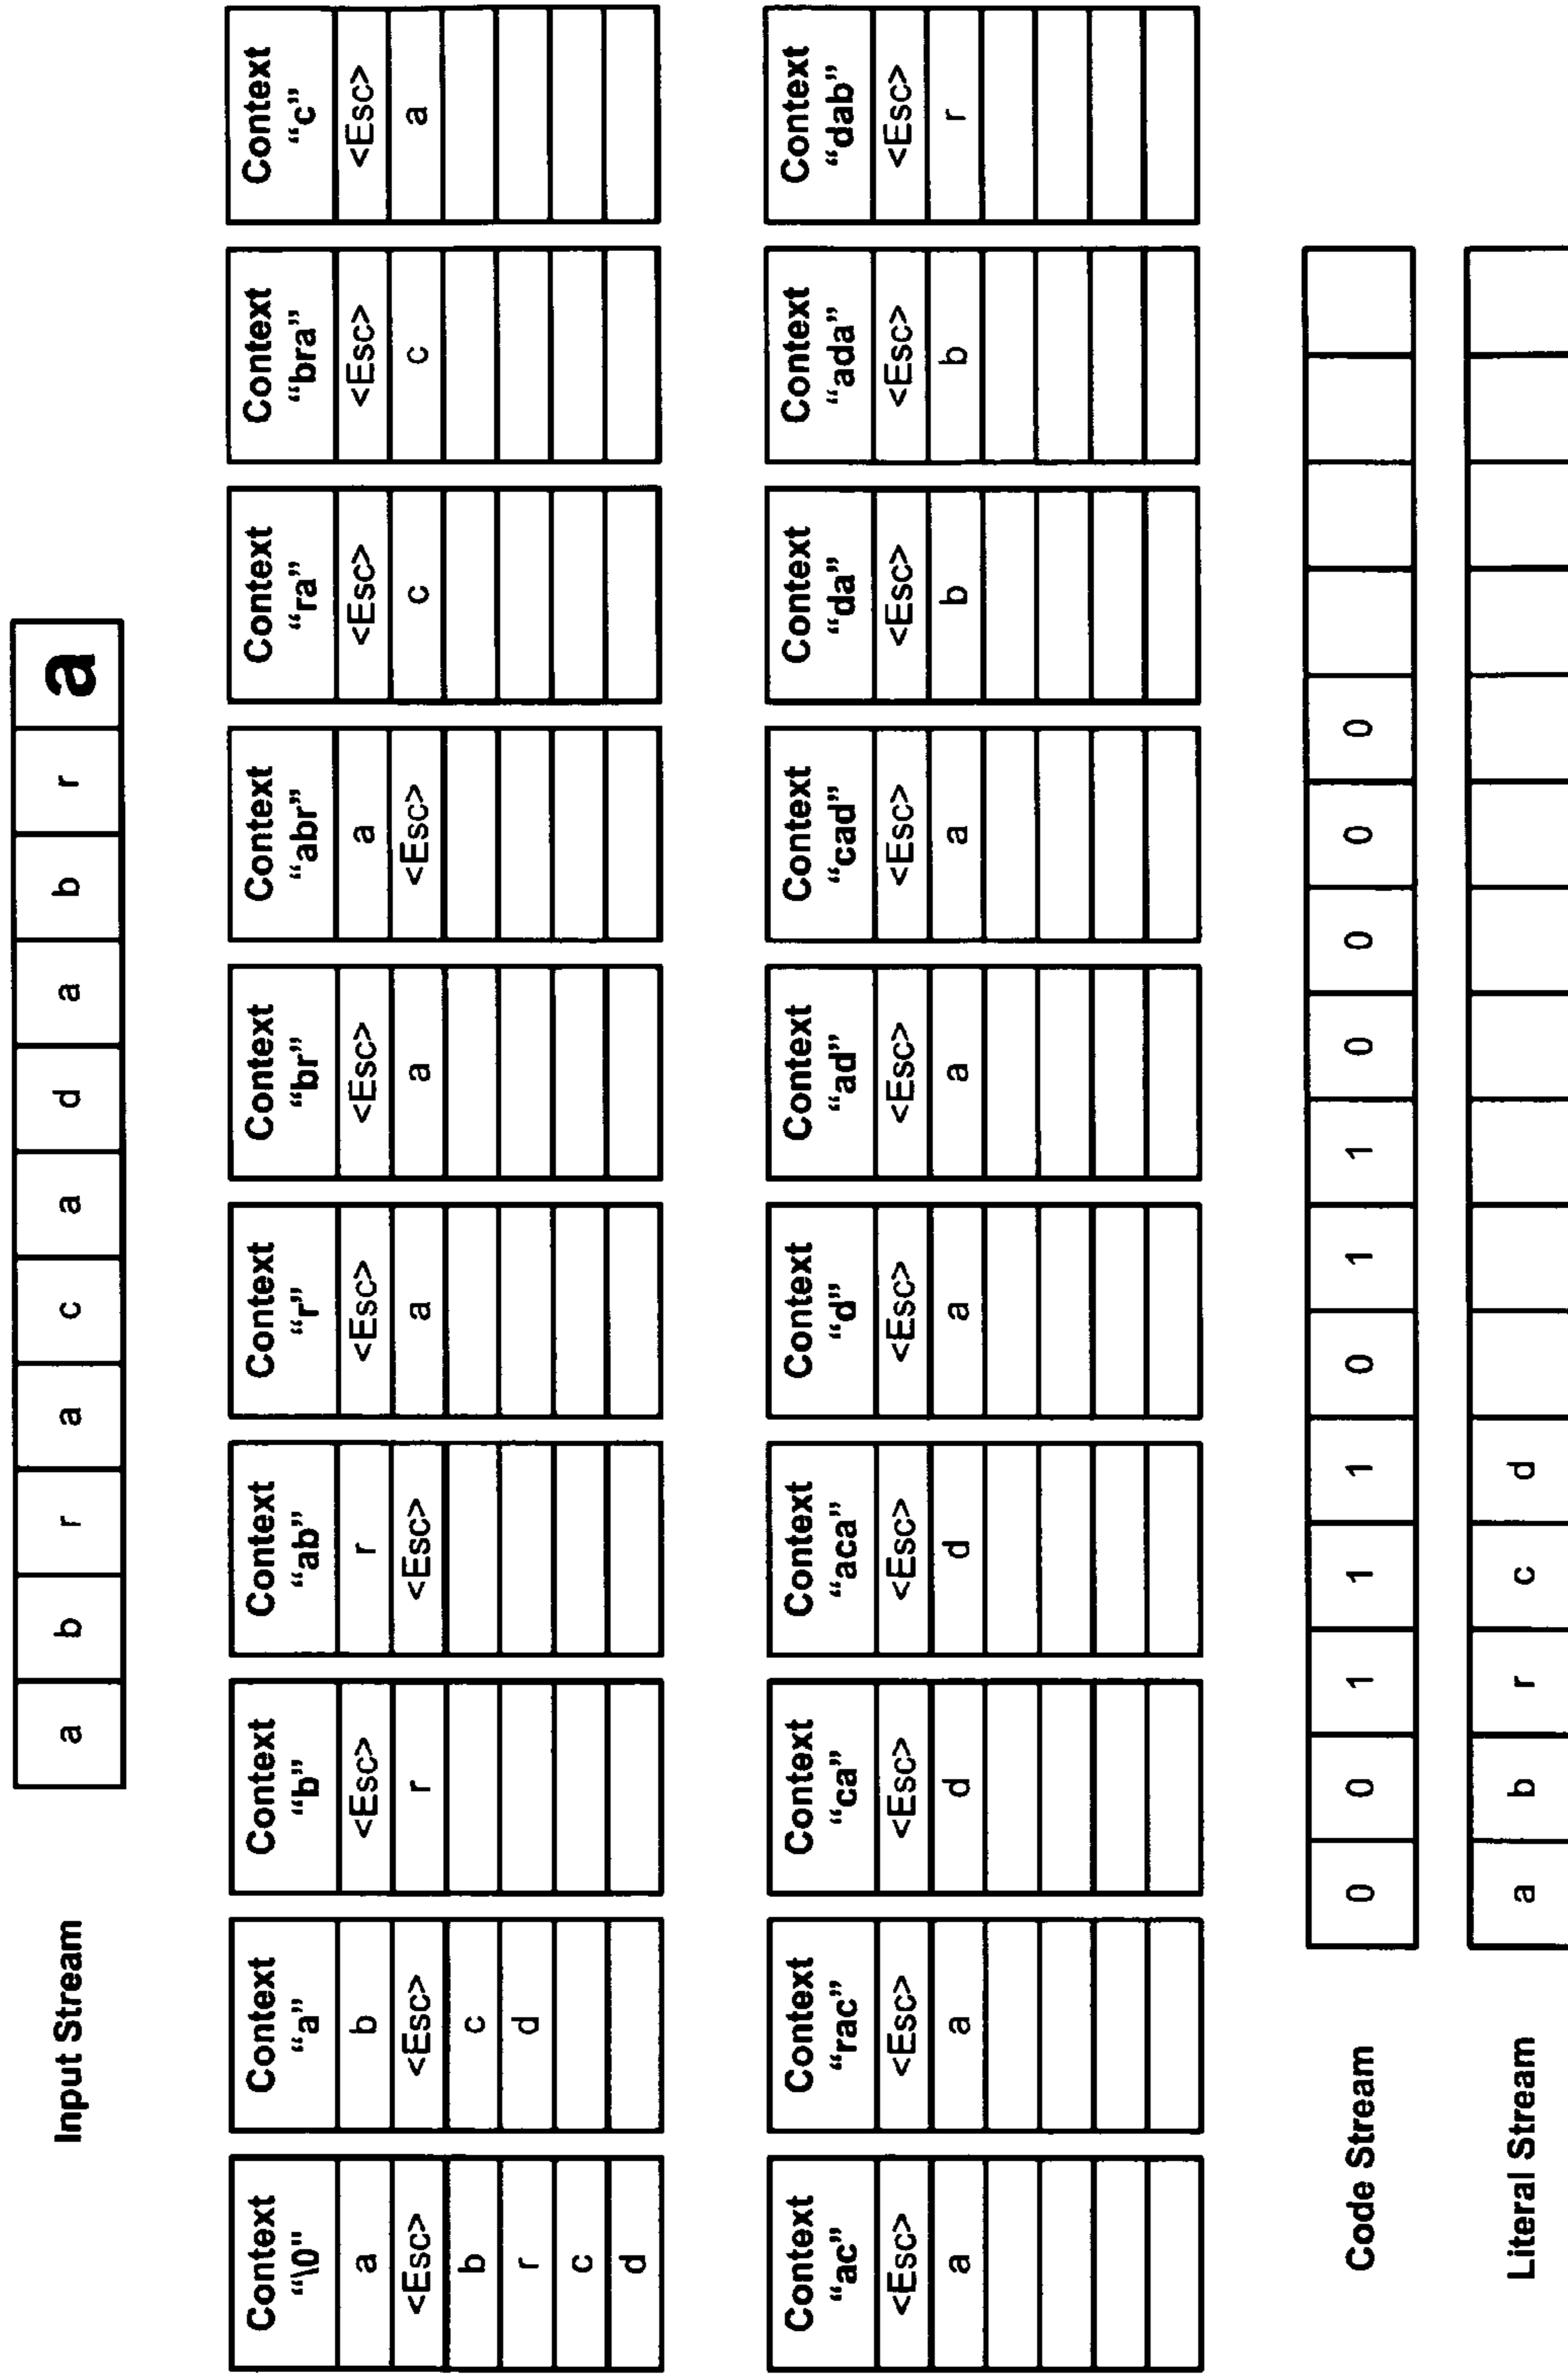 Input Stream a b r a c a d a b r a
Context Context Context Context Context Context Context Context Context Context
“\0” “a” “b” “ab” “r” “br” “abr” “ra” “bra” “c”
a b <Esc> r <Esc> <Esc> a <Esc> <Esc> <Esc>
<Esc> <Esc> r <Esc> a a <Esc> c c a
b c
r d
c
d
Context Context Context Context Context Context Context Context Context Context
“ac” “rac” “ca” “aca” “d” “ad” “cad” “da” “ada” “dab”
<Esc> <Esc> <Esc> <Esc> <Esc> <Esc> <Esc> <Esc> <Esc> <Esc>
a a d d a a a b b r
Code Stream 0 0 1 1 1 0 1 1 0 0 0 0
Literal Stream a b r c d